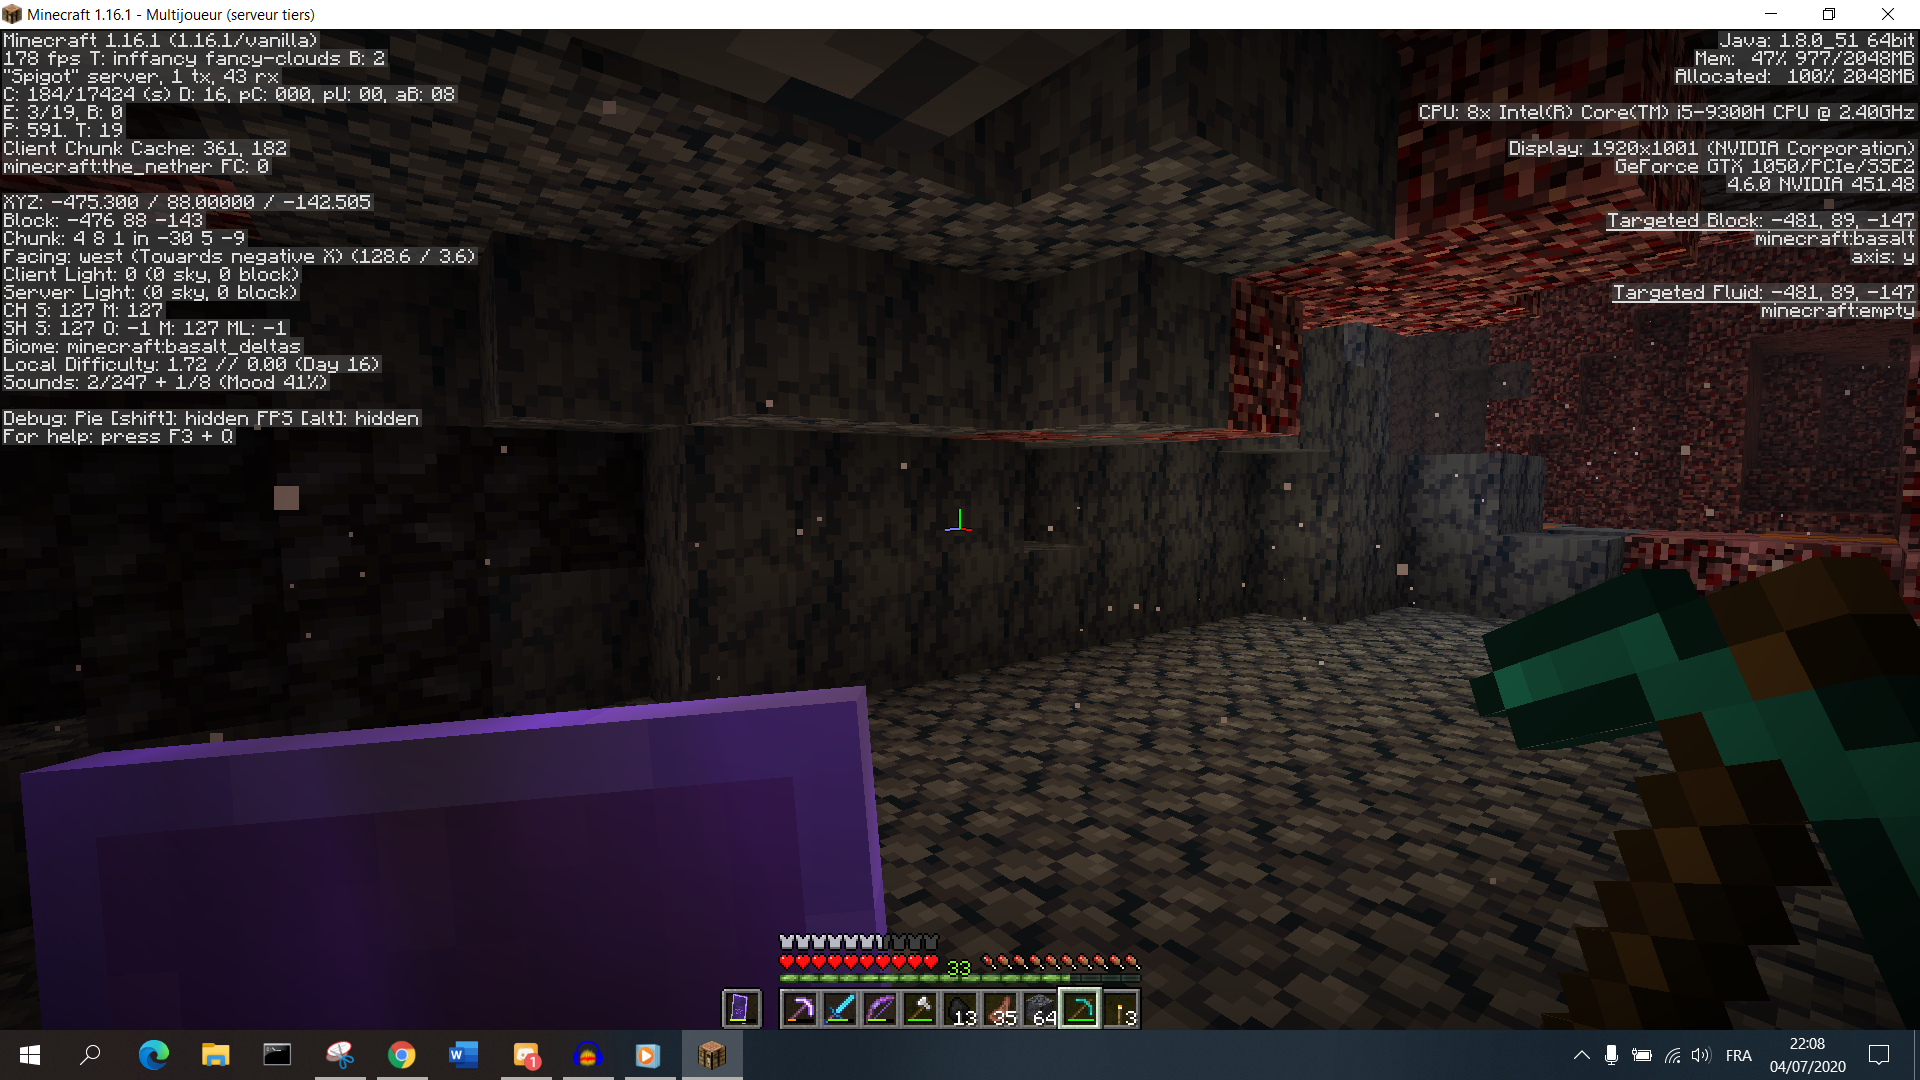 Minecraft 1.16.1 - Multijoueur (serveur tiers)
Minecraft 1.16.1 (1.16.1/vanilla)
178 fps T: inffancy fancy-clouds B: 2
"Spigot" server, 1 tx, 43 rx
C: 184/17424 (s) D: 16, pC: 000, pU: 00, aB: 08
E: 3/19, B: 0
P: 591. T: 19
Client Chunk Cache: 361, 182
minecraft:the_nether FC: 0
XYZ: -475.300 / 88.00000 / -142.505
Block: -476 88 -143
Chunk: 4 8 1 in -30 5 -9
Facing: west (Towards negative X) (128.6 / 3.6)
Client Light: 0 (0 sky, 0 block)
Server Light: (0 sky, 0 block)
CH S: 127 M: 127
SH S: 127 O: -1 M: 127 ML: -1
Biome: minecraft:basalt_deltas
Local Difficulty: 1.72 // 0.00 (Day 16)
Sounds: 2/247 + 1/8 (Mood 41%)
Debug: Pie [shift]: hidden FPS [alt]: hidden
For help: press F3 + Q
Java: 1.8.0_51 64bit
Mem: 47% 977/2048MB
Allocated: 100% 2048MB
CPU: 8x Intel(R) Core(TM) i5-9300H CPU @ 2.40GHz
Display: 1920x1001 (NVIDIA Corporation)
GeForce GTX 1050/PCIe/SSE2
4.6.0 NVIDIA 451.48
Targeted Block: -481, 89, -147
minecraft:basalt
axis: y
Targeted Fluid: -481, 89, -147
minecraft:empty
33
13 35 64 3
1
FRA
22:08
04/07/2020